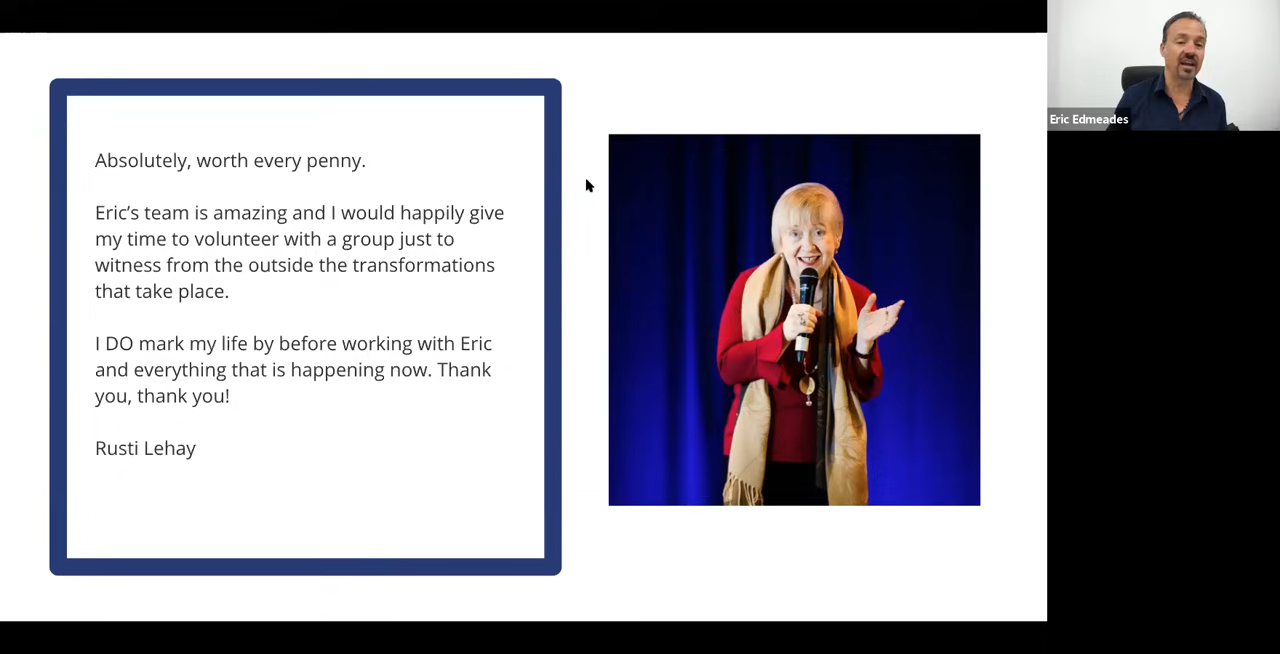 Absolutely, worth every penny.
Eric’s team is amazing and I would happily give
my time to volunteer with a group just to
witness from the outside the transformations
that take place.
I DO mark my life by before working with Eric
and everything that is happening now. Thank
you, thank you!
Rusti Lehay
Eric Edmeades